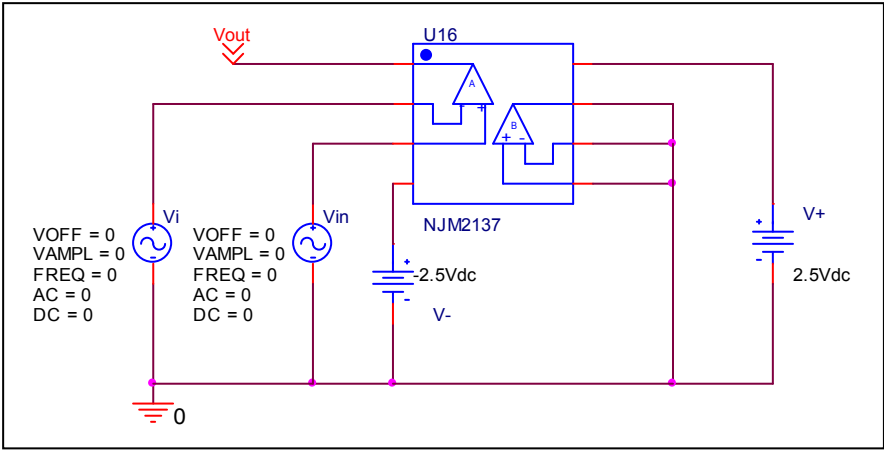 Vout
U16
A
- +
B
+ -
NJM2137
Vi
VOFF = 0
VAMPL = 0
FREQ = 0
AC = 0
DC = 0
+
-
Vin
VOFF = 0
VAMPL = 0
FREQ = 0
AC = 0
DC = 0
+
-
+
-2.5Vdc
-
V-
V+
+
-
2.5Vdc
0